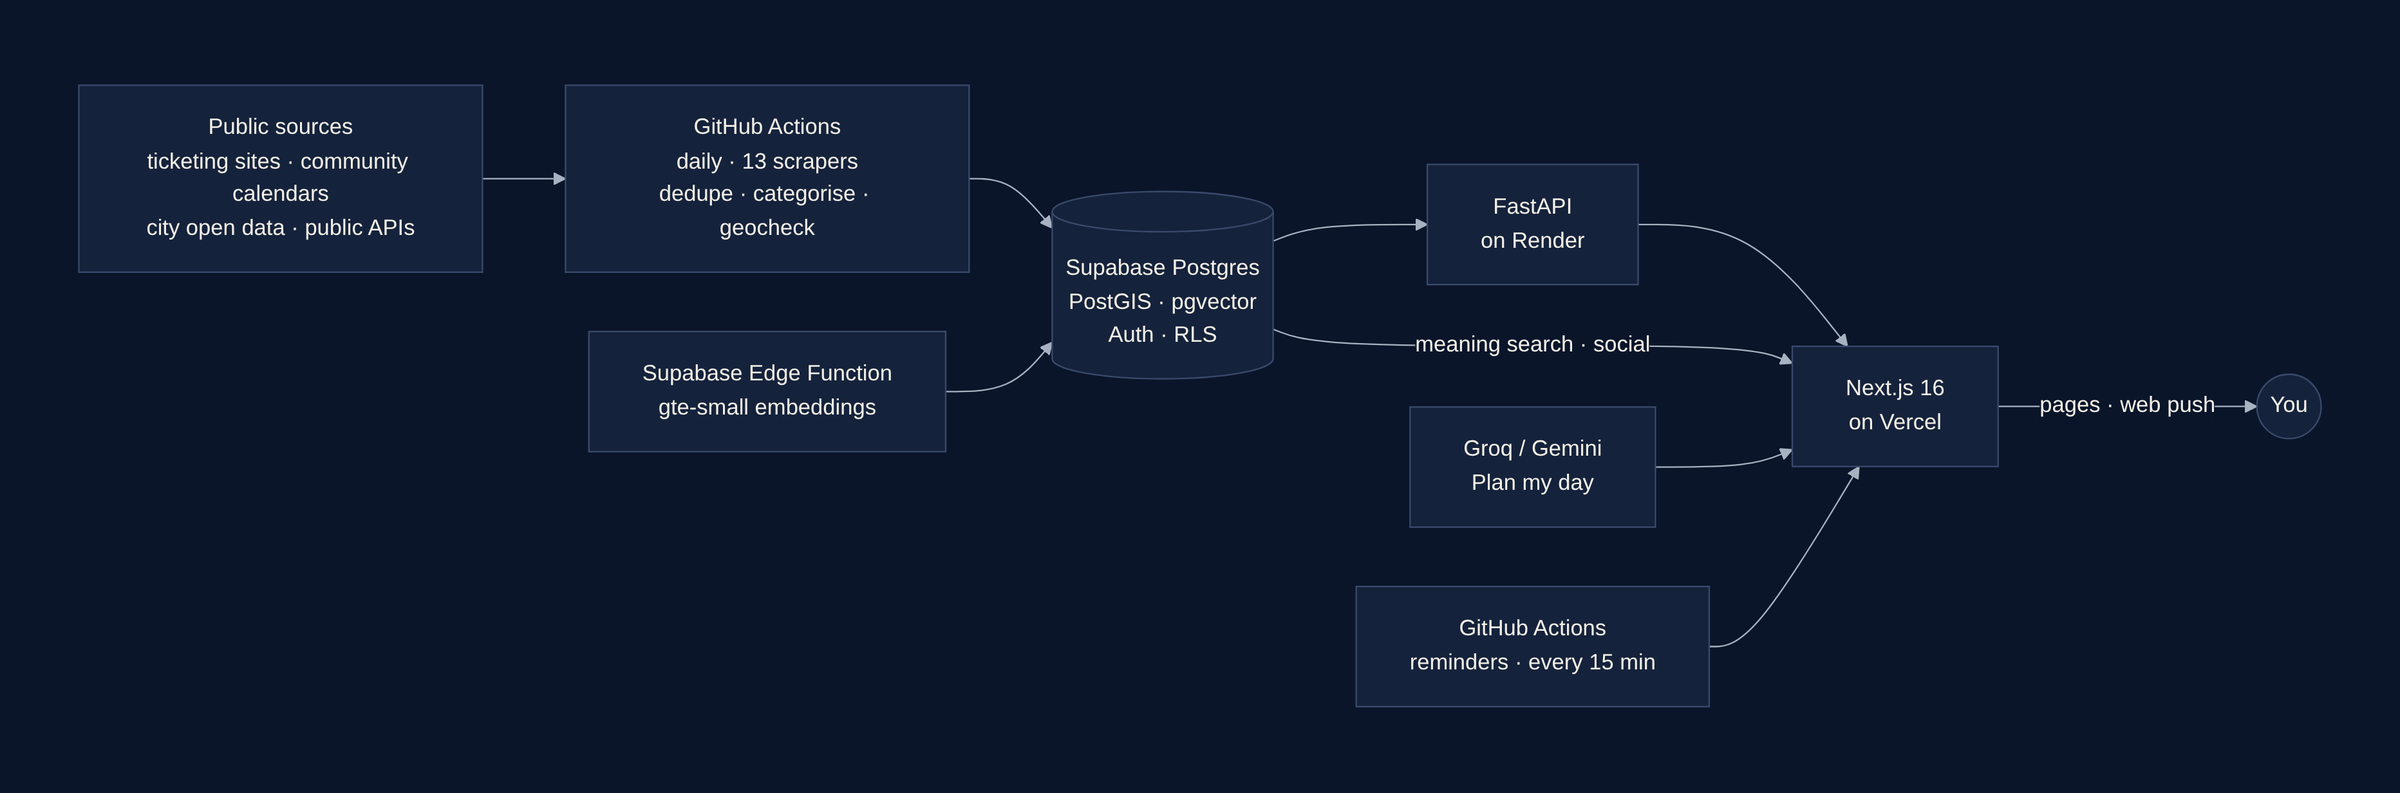 Public sources
ticketing sites · community
calendars
city open data · public APIs
GitHub Actions
daily · 13 scrapers
dedupe · categorise ·
geocheck
Supabase Edge Function
gte-small embeddings
Supabase Postgres
PostGIS · pgvector
Auth · RLS
FastAPI
on Render
meaning search · social
Groq / Gemini
Plan my day
GitHub Actions
reminders · every 15 min
Next.js 16
on Vercel
pages · web push
You